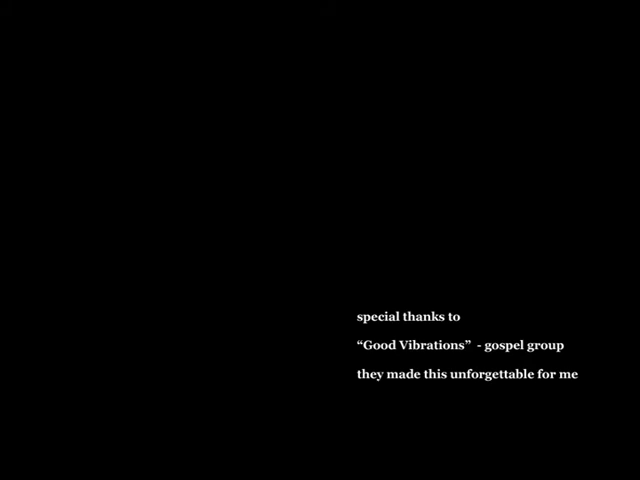 special thanks to
“Good Vibrations”  - gospel group
they made this unforgettable for me